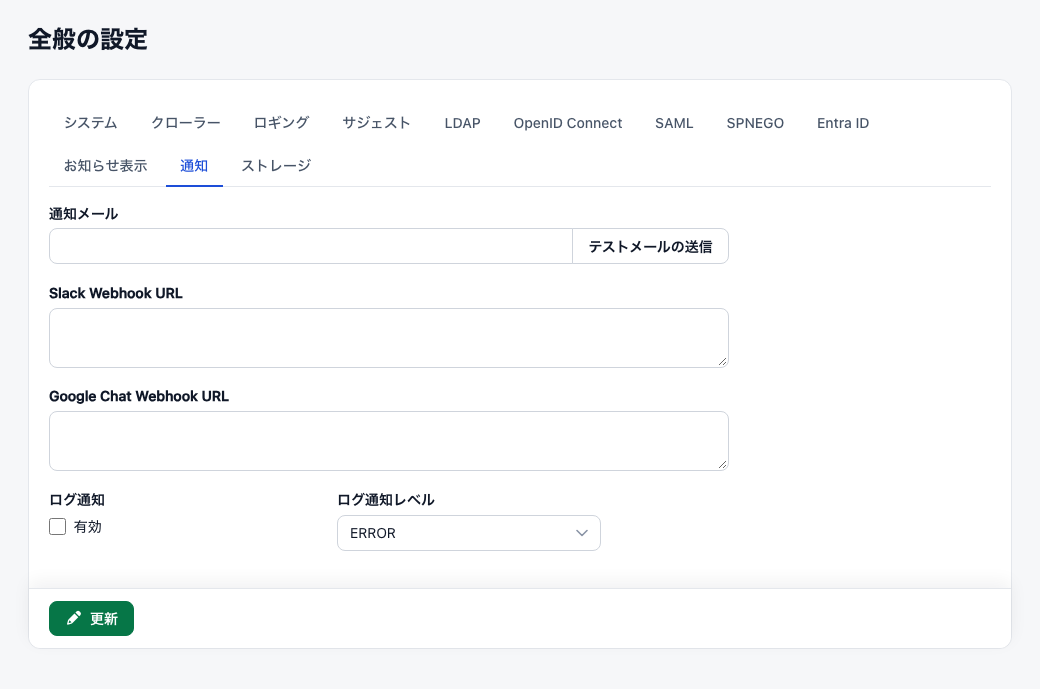 全般の設定
システム クローラー ロギング サジェスト LDAP OpenID Connect SAML SPNEGO Entra ID
お知らせ表示 通知 ストレージ
通知メール
テストメールの送信
Slack Webhook URL
Google Chat Webhook URL
ログ通知 ログ通知レベル
有効 ERROR
更新